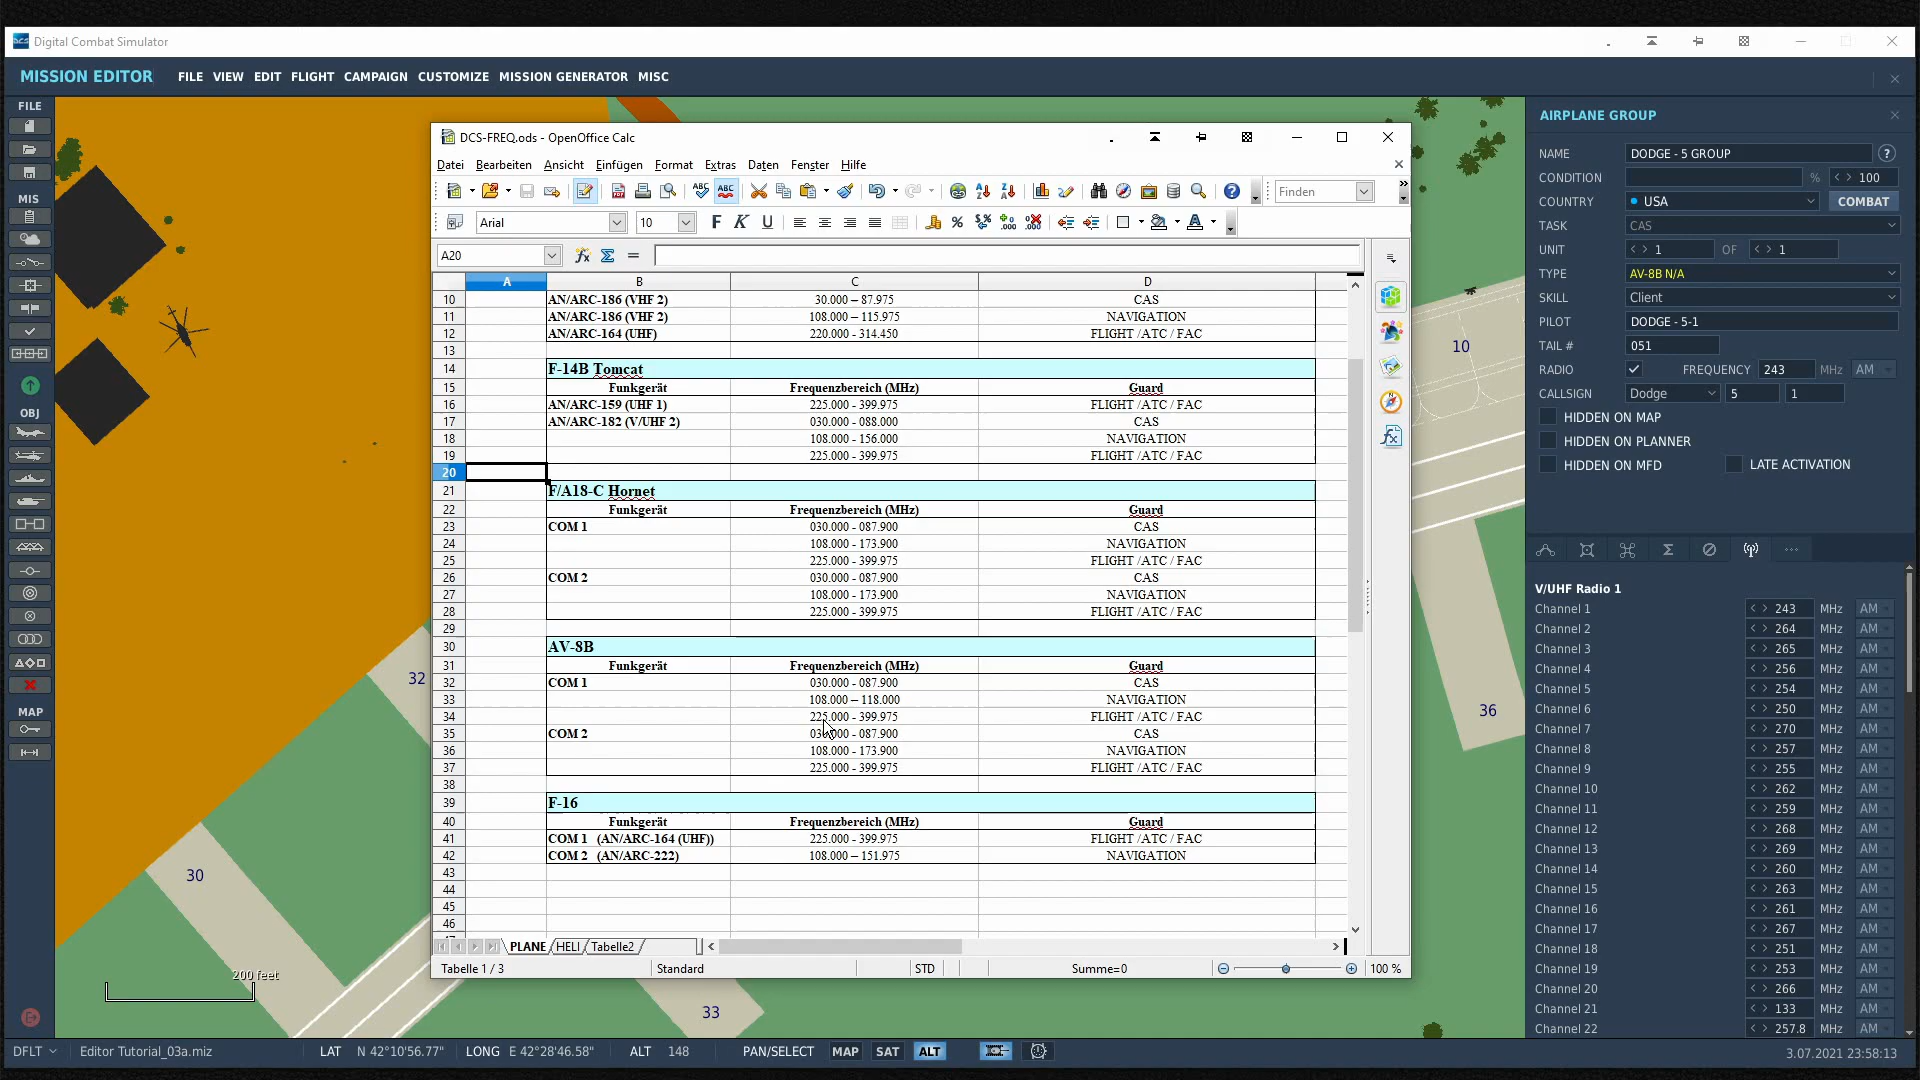 Digital Combat Simulator
MISSION EDITOR FILE VIEW EDIT FLIGHT CAMPAIGN CUSTOMIZE MISSION GENERATOR MISC
FILE
MIS
OBJ
MAP
DCS-FREQ.ods - OpenOffice Calc
Datei Bearbeiten Ansicht Einfügen Format Extras Daten Fenster Hilfe
Finden
Arial 10 F K U
A20
A B C D
10 AN/ARC-186 (VHF 2) 30.000 – 87.975 CAS
11 AN/ARC-186 (VHF 2) 108.000 – 115.975 NAVIGATION
12 AN/ARC-164 (UHF) 220.000 - 314.450 FLIGHT /ATC / FAC
13
14 F-14B Tomcat
15 Funkgerät Frequenzbereich (MHz) Guard
16 AN/ARC-159 (UHF 1) 225.000 - 399.975 FLIGHT /ATC / FAC
17 AN/ARC-182 (V/UHF 2) 030.000 - 088.000 CAS
18 108.000 - 156.000 NAVIGATION
19 225.000 - 399.975 FLIGHT /ATC / FAC
20
21 F/A18-C Hornet
22 Funkgerät Frequenzbereich (MHz) Guard
23 COM 1 030.000 - 087.900 CAS
24 108.000 - 173.900 NAVIGATION
25 225.000 - 399.975 FLIGHT /ATC / FAC
26 COM 2 030.000 - 087.900 CAS
27 108.000 - 173.900 NAVIGATION
28 225.000 - 399.975 FLIGHT /ATC / FAC
29
30 AV-8B
31 Funkgerät Frequenzbereich (MHz) Guard
32 COM 1 030.000 - 087.900 CAS
33 108.000 – 118.000 NAVIGATION
34 225.000 - 399.975 FLIGHT /ATC / FAC
35 COM 2 030.000 - 087.900 CAS
36 108.000 - 173.900 NAVIGATION
37 225.000 - 399.975 FLIGHT /ATC / FAC
38
39 F-16
40 Funkgerät Frequenzbereich (MHz) Guard
41 COM 1 (AN/ARC-164 (UHF)) 225.000 - 399.975 FLIGHT /ATC / FAC
42 COM 2 (AN/ARC-222) 108.000 – 151.975 NAVIGATION
43
44
45
46
PLANE HELI Tabelle2
Tabelle 1 / 3 Standard STD Summe=0 100 %
32
30
33
10
36
200 feet
AIRPLANE GROUP
NAME DODGE - 5 GROUP ?
CONDITION % < > 100
COUNTRY USA COMBAT
TASK CAS
UNIT < > 1 OF < > 1
TYPE AV-8B N/A
SKILL Client
PILOT DODGE - 5-1
TAIL # 051
RADIO FREQUENCY 243 MHz AM
CALLSIGN Dodge 5 1
HIDDEN ON MAP
HIDDEN ON PLANNER
HIDDEN ON MFD LATE ACTIVATION
V/UHF Radio 1
Channel 1 < > 243 MHz AM
Channel 2 < > 264 MHz AM
Channel 3 < > 265 MHz AM
Channel 4 < > 256 MHz AM
Channel 5 < > 254 MHz AM
Channel 6 < > 250 MHz AM
Channel 7 < > 270 MHz AM
Channel 8 < > 257 MHz AM
Channel 9 < > 255 MHz AM
Channel 10 < > 262 MHz AM
Channel 11 < > 259 MHz AM
Channel 12 < > 268 MHz AM
Channel 13 < > 269 MHz AM
Channel 14 < > 260 MHz AM
Channel 15 < > 263 MHz AM
Channel 16 < > 261 MHz AM
Channel 17 < > 267 MHz AM
Channel 18 < > 251 MHz AM
Channel 19 < > 253 MHz AM
Channel 20 < > 266 MHz AM
Channel 21 < > 133 MHz AM
Channel 22 < > 257.8 MHz AM
DFLT Editor Tutorial_03a.miz LAT N 42°10'56.77" LONG E 42°28'46.58" ALT 148 PAN/SELECT MAP SAT ALT 3.07.2021 23:58:13